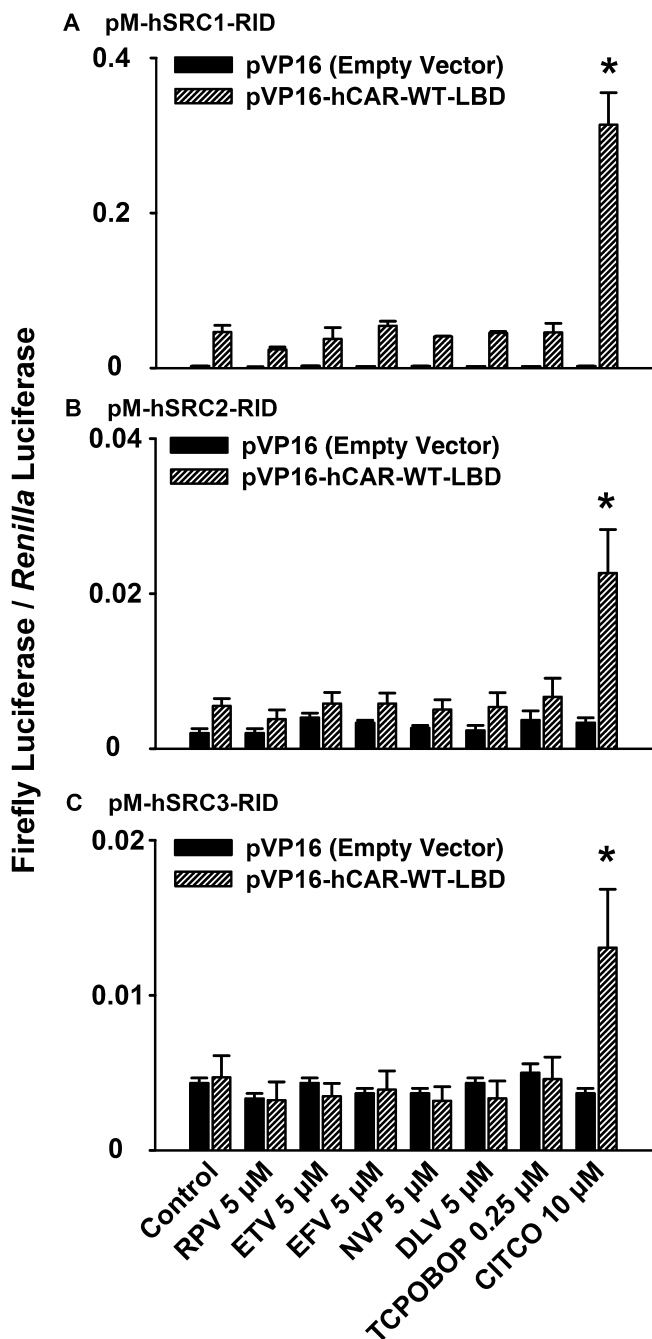 A pM-hSRC1-RID
0.4
pVP16 (Empty Vector)
pVP16-hCAR-WT-LBD
*
0.2
0
B pM-hSRC2-RID
0.04
pVP16 (Empty Vector)
pVP16-hCAR-WT-LBD
*
0.02
0
C pM-hSRC3-RID
0.02
pVP16 (Empty Vector)
pVP16-hCAR-WT-LBD
*
0.01
0
Firefly Luciferase / Renilla Luciferase
Control
RPV 5 µM
ETV 5 µM
EFV 5 µM
NVP 5 µM
DLV 5 µM
TCPOBOP 0.25 µM
CITCO 10 µM